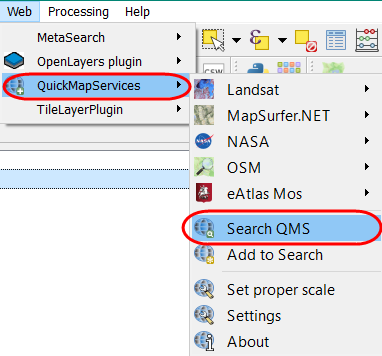 Web Processing Help
MetaSearch
OpenLayers plugin
QuickMapServices
TileLayerPlugin
CSW
Landsat
MapSurfer.NET
NASA
OSM
eAtlas Mos
Search QMS
Add to Search
Set proper scale
Settings
About